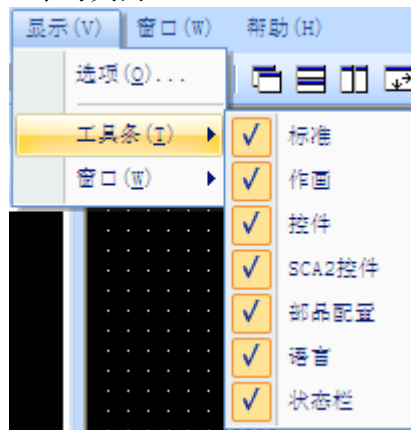 显示(V) 窗口(W) 帮助(H)
选项(O)...
工具条(T)
窗口(W)
标准
作画
控件
SCA2控件
部品配置
语言
状态栏